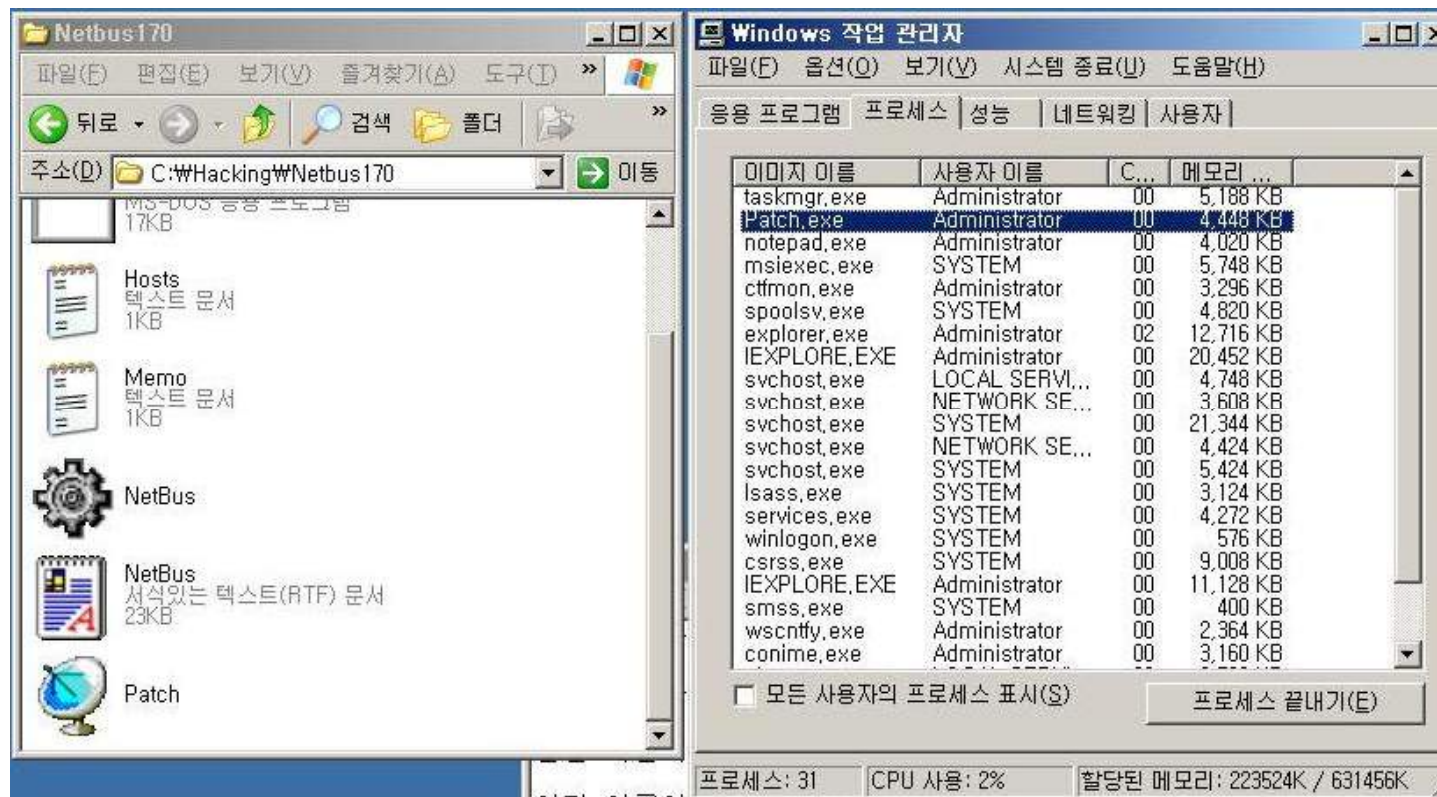 Netbus170
파일(F) 편집(E) 보기(V) 즐겨찾기(A) 도구(T) »
뒤로 검색 폴더 »
주소(D) C:₩Hacking₩Netbus170 이동
MS-DOS 응용 프로그램
17KB
Hosts
텍스트 문서
1KB
Memo
텍스트 문서
1KB
NetBus
NetBus
서식있는 텍스트(RTF) 문서
23KB
Patch
Windows 작업 관리자
파일(F) 옵션(O) 보기(V) 시스템 종료(U) 도움말(H)
응용 프로그램 프로세스 성능 네트워킹 사용자
이미지 이름 사용자 이름 C... 메모리 ...
taskmgr.exe Administrator 00 5,188 KB
Patch.exe Administrator 00 4,448 KB
notepad.exe Administrator 00 4,020 KB
msiexec.exe SYSTEM 00 5,748 KB
ctfmon.exe Administrator 00 3,296 KB
spoolsv.exe SYSTEM 00 4,820 KB
explorer.exe Administrator 02 12,716 KB
IEXPLORE.EXE Administrator 00 20,452 KB
svchost.exe LOCAL SERVI... 00 4,748 KB
svchost.exe NETWORK SE... 00 3,608 KB
svchost.exe SYSTEM 00 21,344 KB
svchost.exe NETWORK SE... 00 4,424 KB
svchost.exe SYSTEM 00 5,424 KB
lsass.exe SYSTEM 00 3,124 KB
services.exe SYSTEM 00 4,272 KB
winlogon.exe SYSTEM 00 576 KB
csrss.exe SYSTEM 00 9,008 KB
IEXPLORE.EXE Administrator 00 11,128 KB
smss.exe SYSTEM 00 400 KB
wscntfy.exe Administrator 00 2,364 KB
conime.exe Administrator 00 3,160 KB
모든 사용자의 프로세스 표시(S) 프로세스 끝내기(E)
프로세스: 31 CPU 사용: 2% 할당된 메모리: 223524K / 631456K